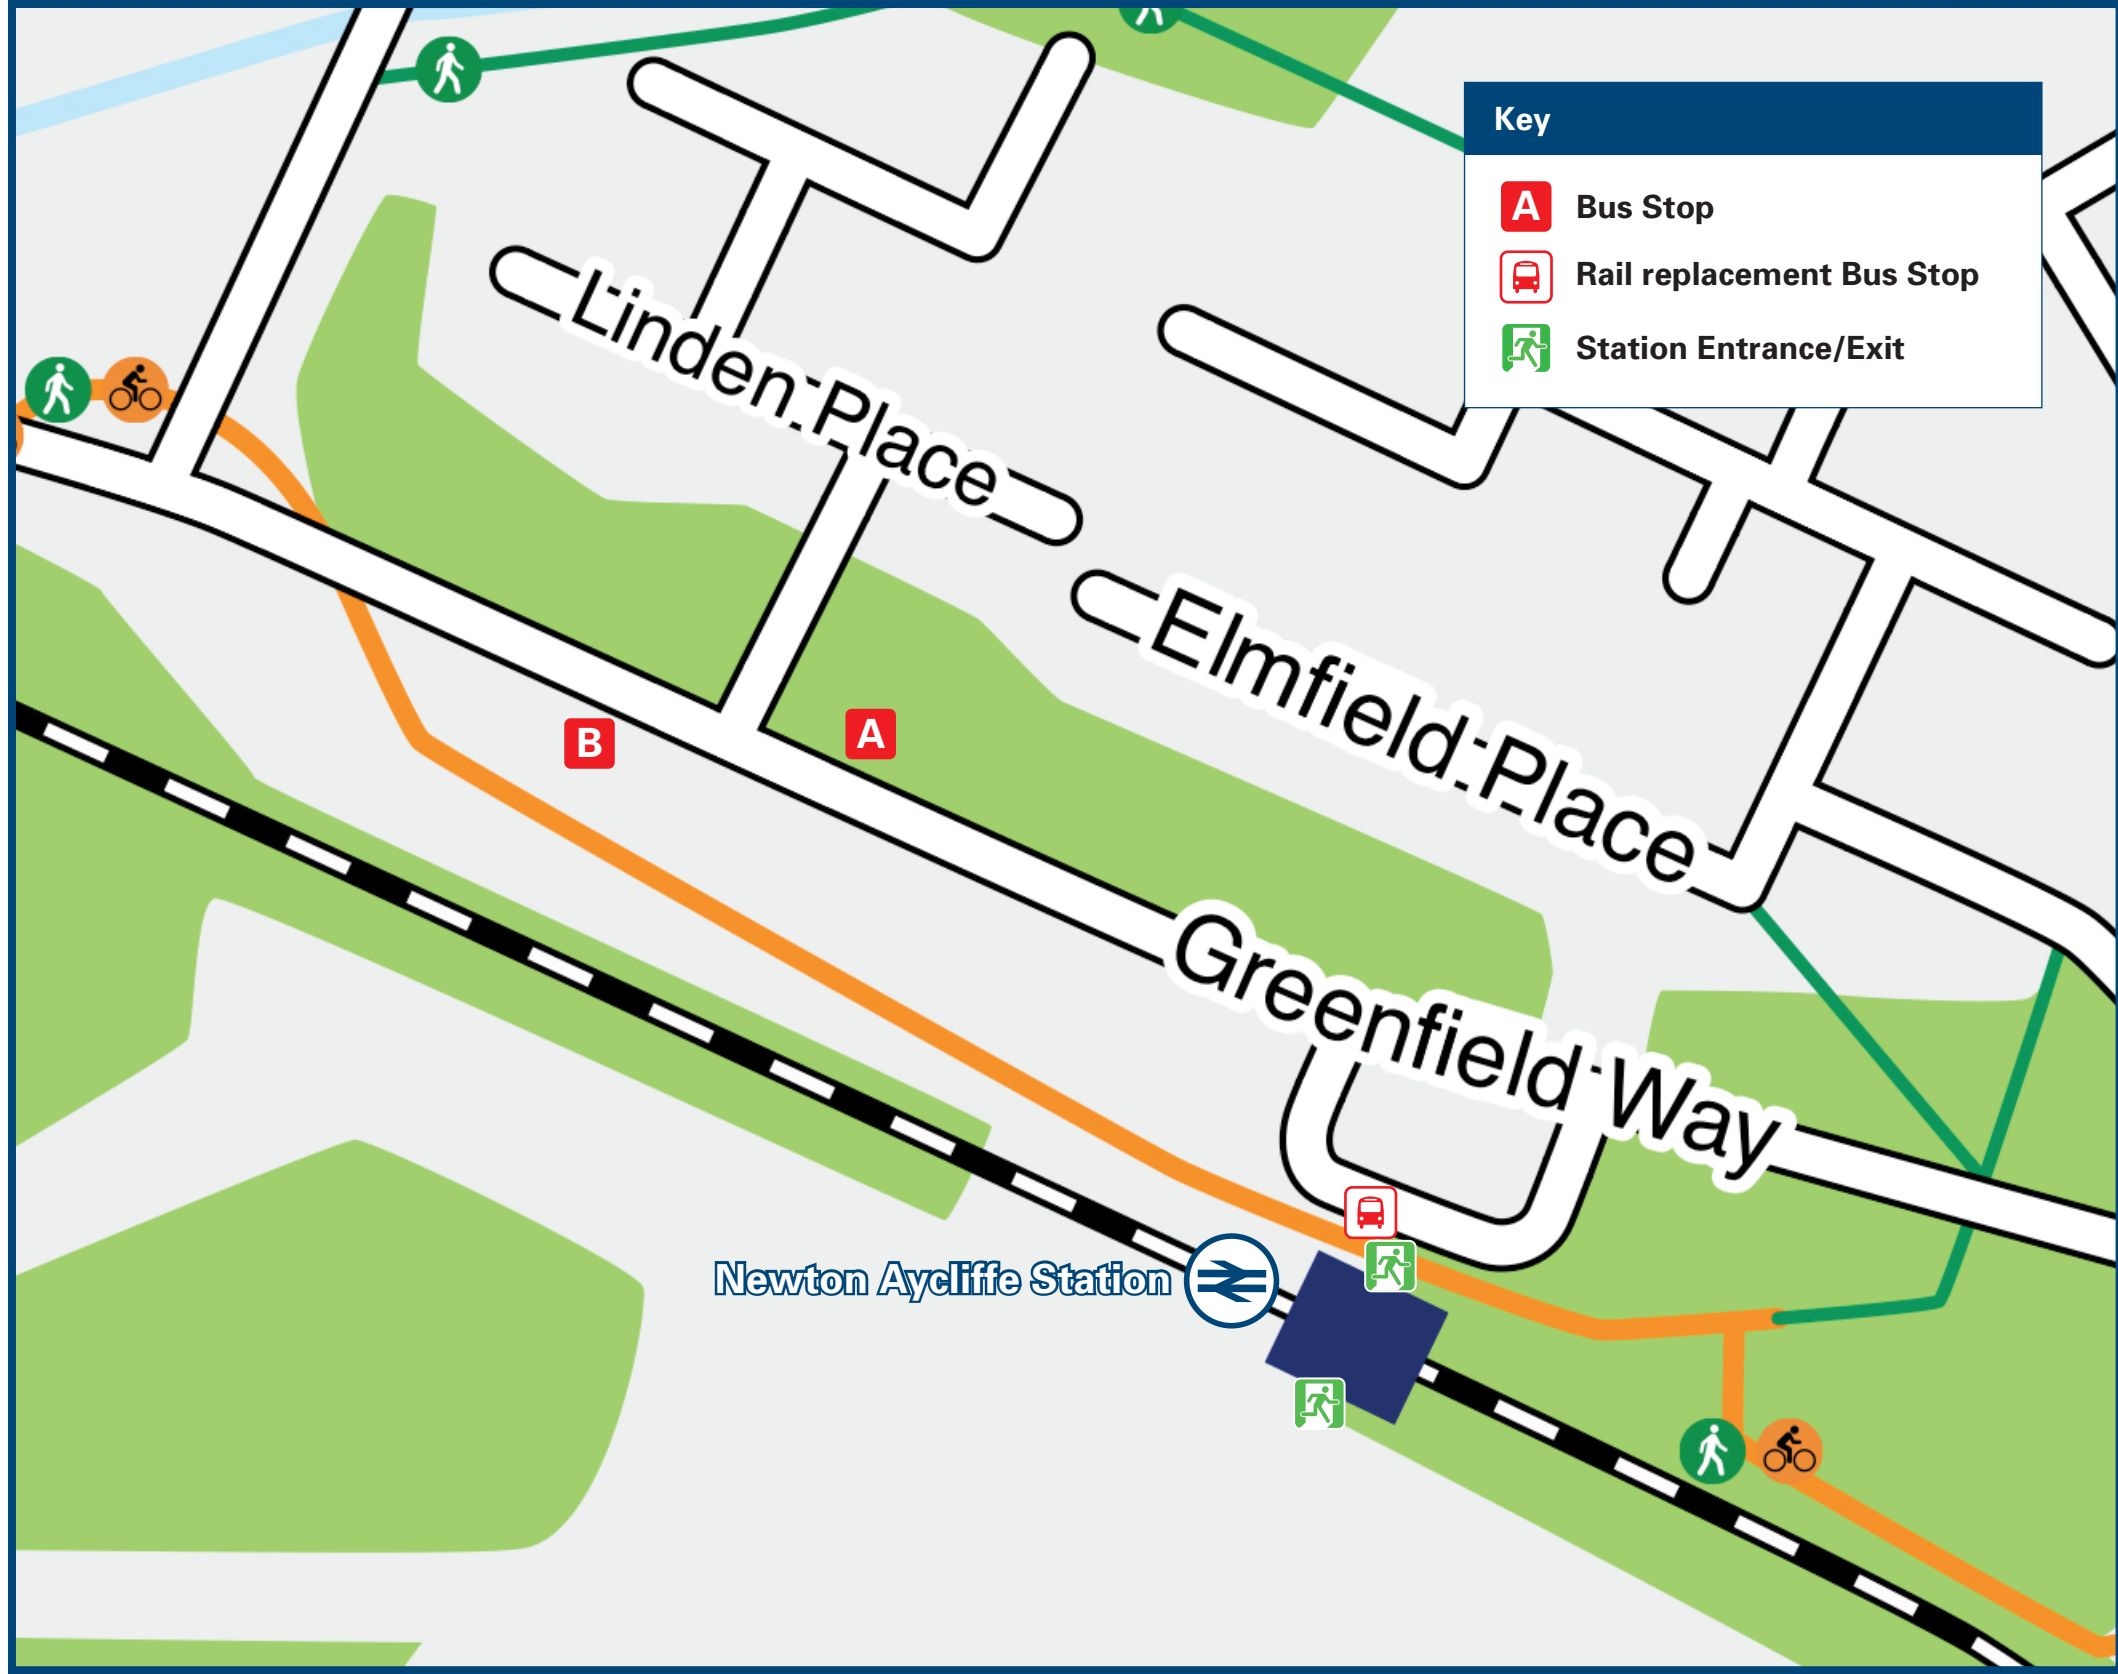 Key
A Bus Stop
Rail replacement Bus Stop
Station Entrance/Exit
Linden Place
Elmfield Place
B
A
Greenfield Way
Newton Aycliffe Station